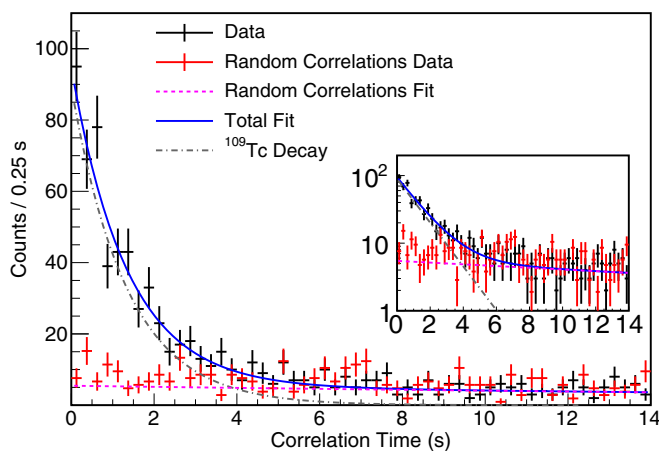 100
80
60
40
20
Counts / 0.25 s
Data
Random Correlations Data
Random Correlations Fit
Total Fit
¹⁰⁹Tc Decay
10²
10
1
0 2 4 6 8 10 12 14
0 2 4 6 8 10 12 14
Correlation Time (s)